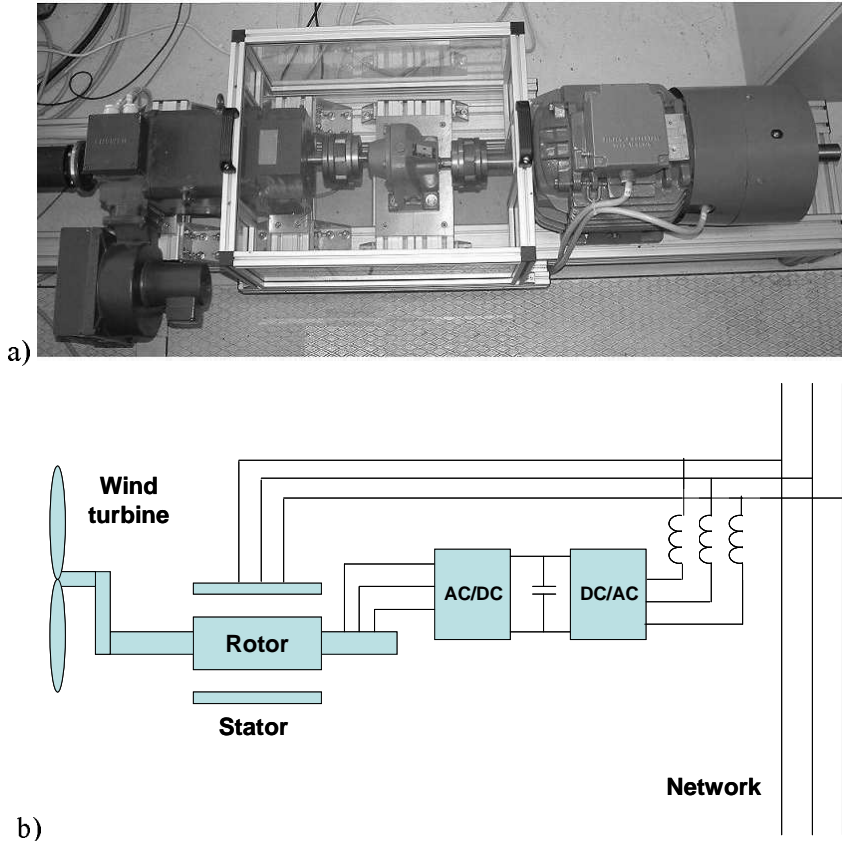 a)
Wind
turbine
AC/DC
DC/AC
Rotor
Stator
Network
b)